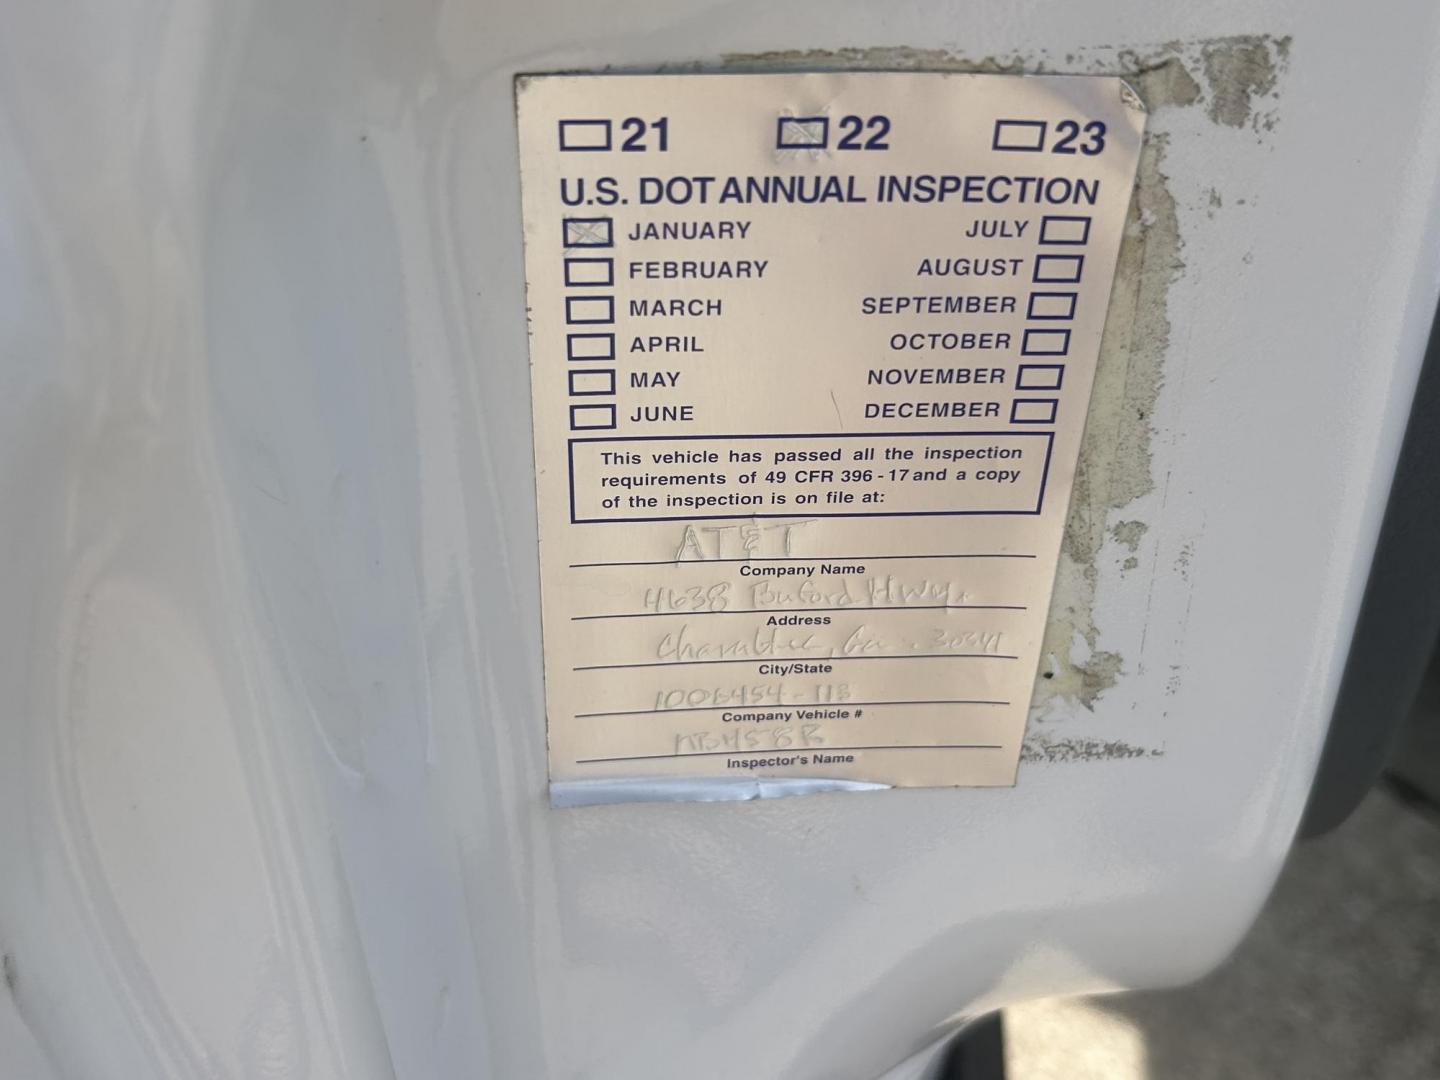 21 22 23
U.S. DOT ANNUAL INSPECTION
JANUARY JULY
FEBRUARY AUGUST
MARCH SEPTEMBER
APRIL OCTOBER
MAY NOVEMBER
JUNE DECEMBER
This vehicle has passed all the inspection
requirements of 49 CFR 396-17 and a copy
of the inspection is on file at:
AT&T
Company Name
4638 Buford Hwy.
Address
Chamblee, Ga. 30341
City/State
1006454-113
Company Vehicle #
Inspector's Name